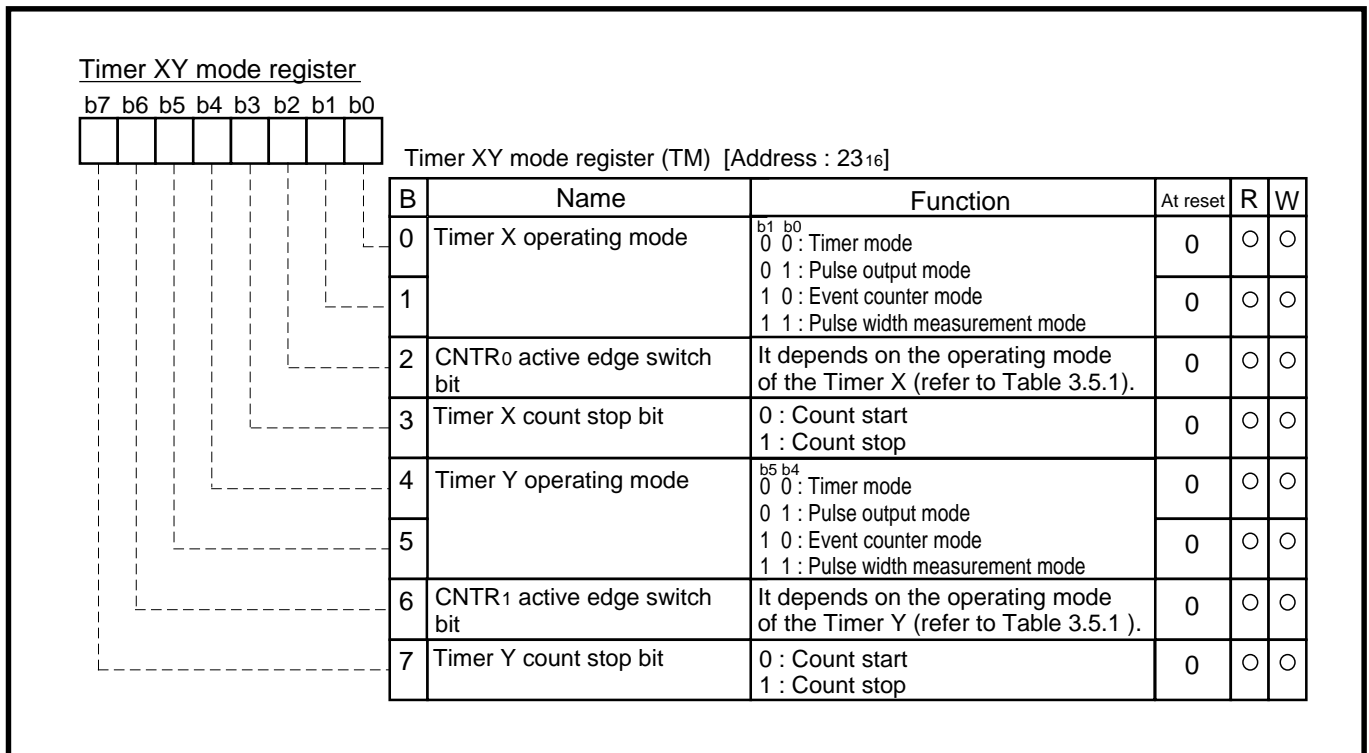 Timer XY mode register
b7 b6 b5 b4 b3 b2 b1 b0
Timer XY mode register (TM) [Address : 23₁₆]
B Name Function At reset R W
0 Timer X operating mode b1 b0
0 0 : Timer mode 0 ○ ○
0 1 : Pulse output mode
1 1 0 : Event counter mode 0 ○ ○
1 1 : Pulse width measurement mode
2 CNTR₀ active edge switch It depends on the operating mode 0 ○ ○
bit of the Timer X (refer to Table 3.5.1).
3 Timer X count stop bit 0 : Count start 0 ○ ○
1 : Count stop
4 Timer Y operating mode b5 b4
0 0 : Timer mode 0 ○ ○
0 1 : Pulse output mode
5 1 0 : Event counter mode 0 ○ ○
1 1 : Pulse width measurement mode
6 CNTR₁ active edge switch It depends on the operating mode 0 ○ ○
bit of the Timer Y (refer to Table 3.5.1 ).
7 Timer Y count stop bit 0 : Count start 0 ○ ○
1 : Count stop